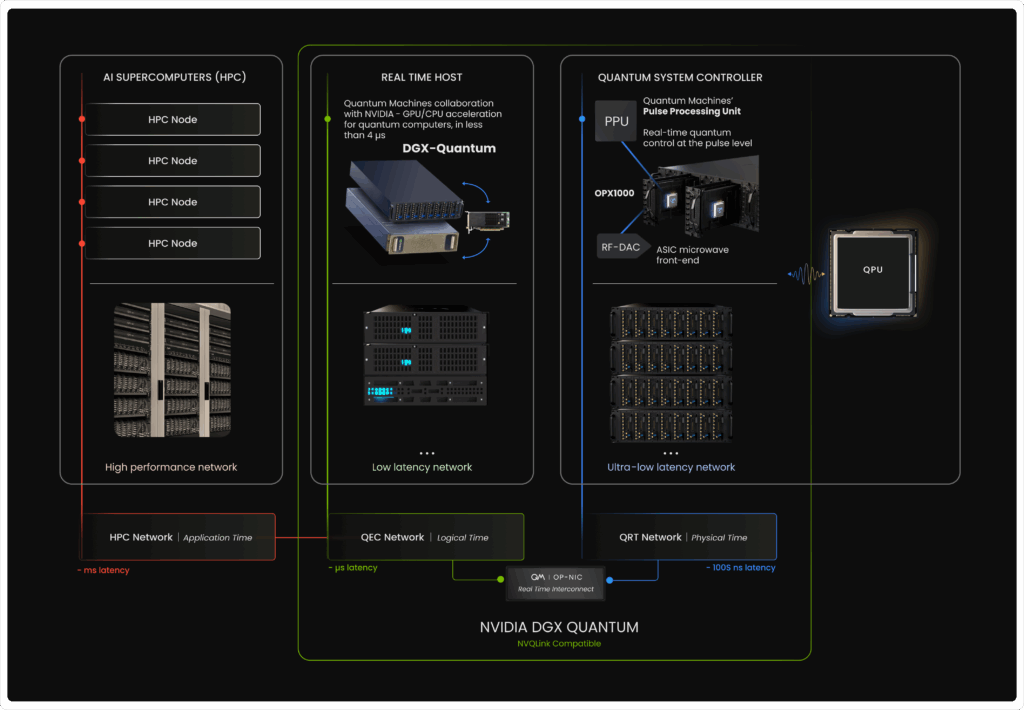 AI SUPERCOMPUTERS (HPC)
HPC Node
HPC Node
HPC Node
HPC Node
High performance network
REAL TIME HOST
Quantum Machines collaboration
with NVIDIA - GPU/CPU acceleration
for quantum computers, in less
than 4 µs
DGX-Quantum
Low latency network
QUANTUM SYSTEM CONTROLLER
PPU
Quantum Machines’
Pulse Processing Unit
Real-time quantum
control at the pulse level
OPX1000
RF-DAC
ASIC microwave
front-end
Ultra-low latency network
QPU
HPC Network | Application Time
~ ms latency
QEC Network | Logical Time
~ µs latency
QRT Network | Physical Time
~ 100S ns latency
QM | OP-NIC
Real Time Interconnect
NVIDIA DGX QUANTUM
NVQLink Compatible